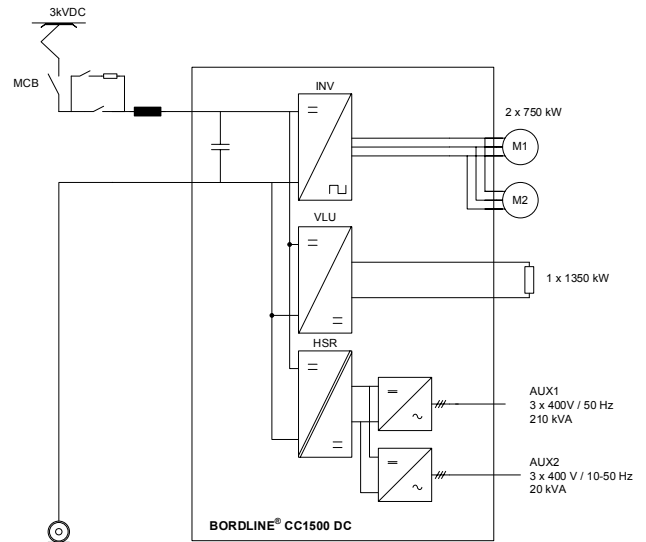 3kVDC
MCB
INV
2 x 750 kW
M1
M2
VLU
1 x 1350 kW
HSR
AUX1
3 x 400V / 50 Hz
210 kVA
AUX2
3 x 400 V / 10-50 Hz
20 kVA
BORDLINE® CC1500 DC